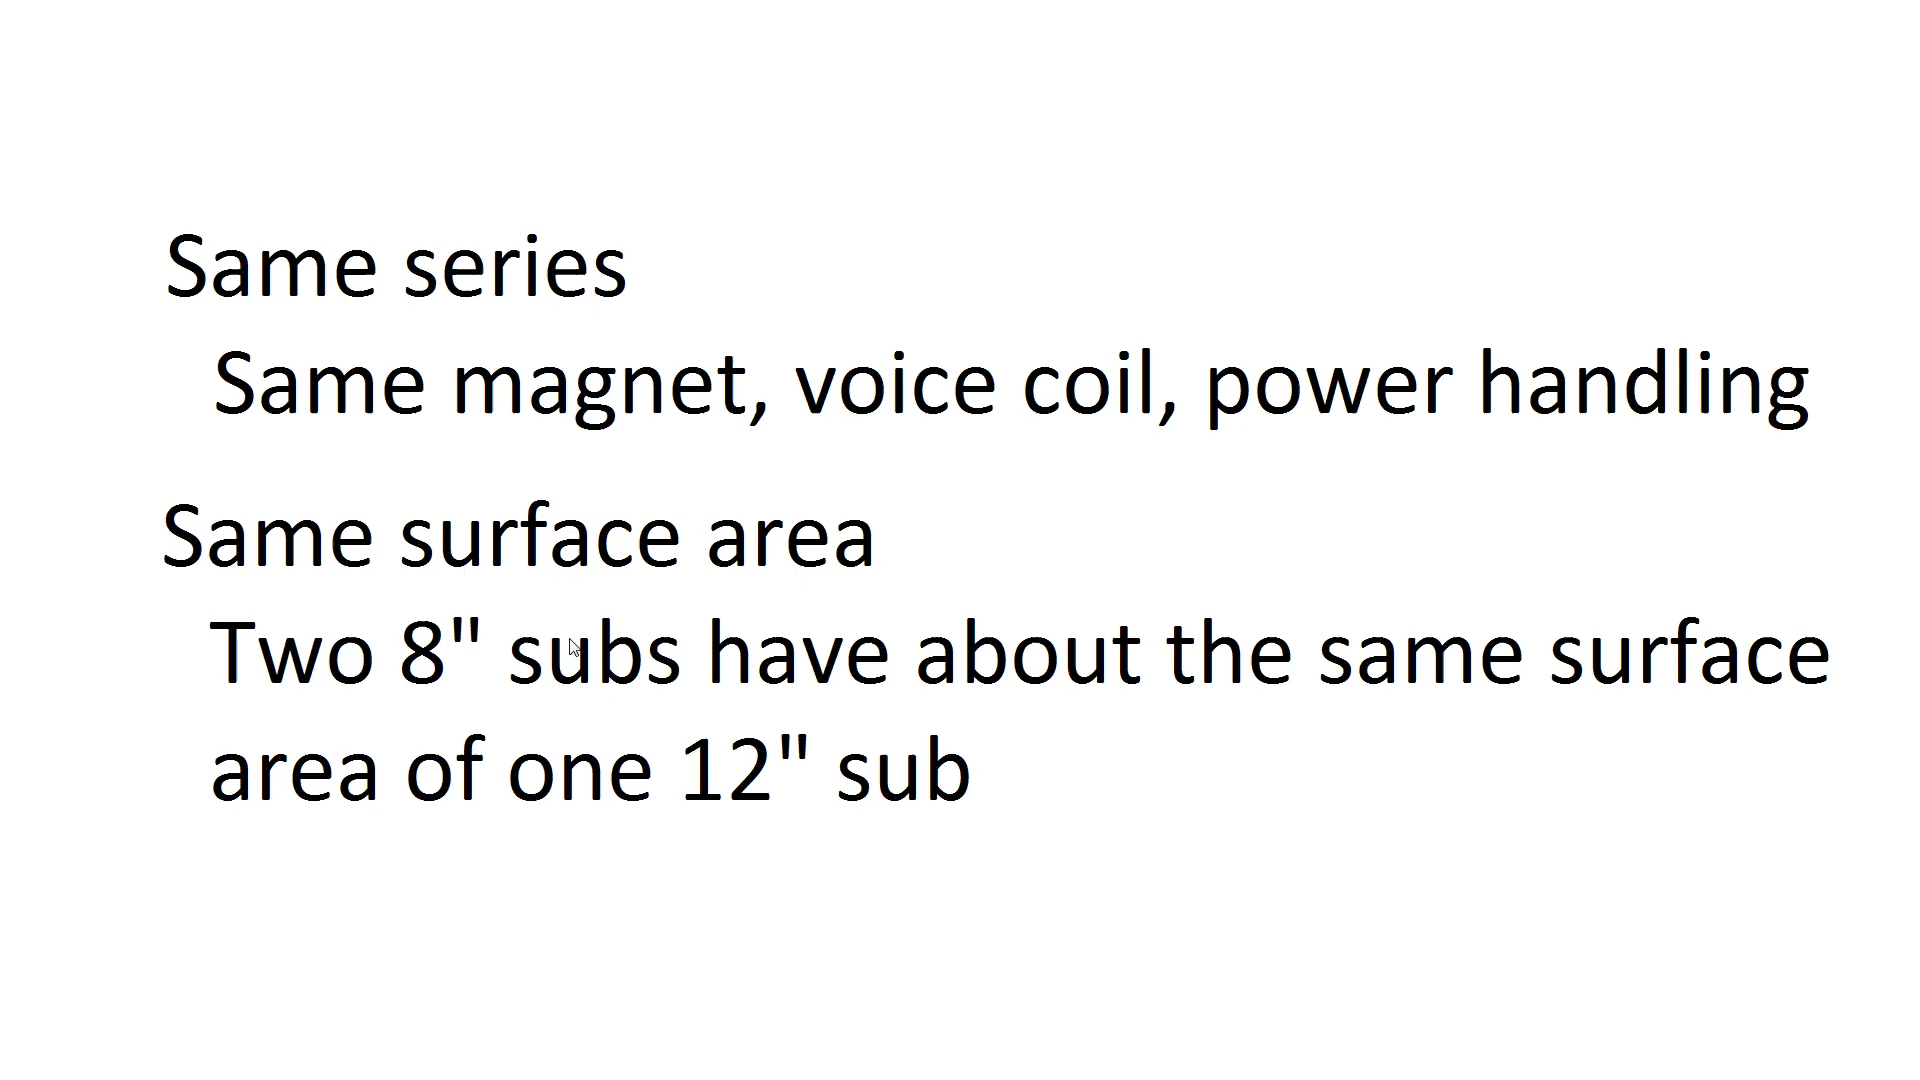 Same series
Same magnet, voice coil, power handling
Same surface area
Two 8" subs have about the same surface
area of one 12" sub